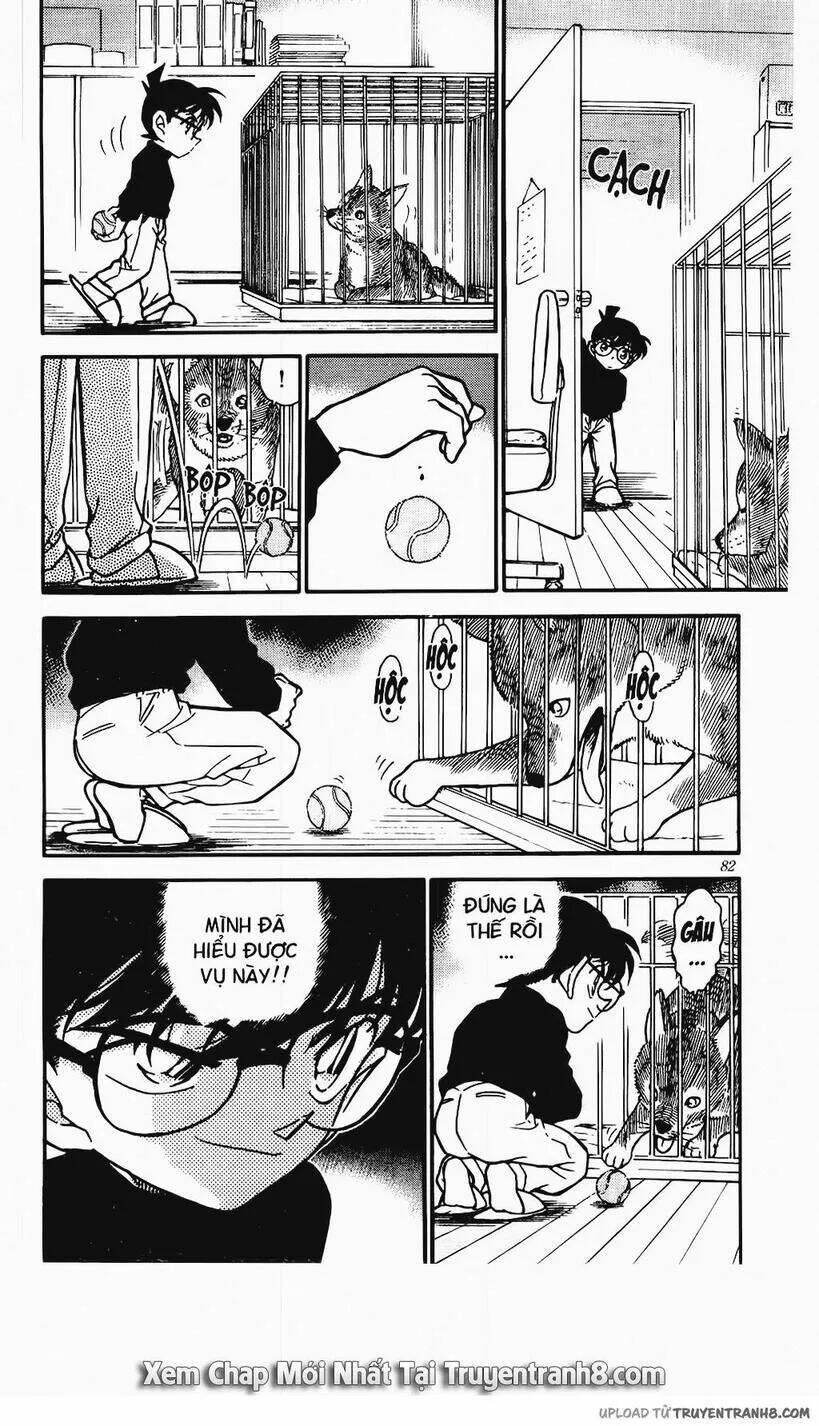 CẠCH
!
BỘP
BỘP
HỘC
HỘC
HỘC
82
MÌNH ĐÃ
HIỂU ĐƯỢC
VỤ NÀY!!
ĐÚNG LÀ
THẾ RỒI
...
GÂU
...
Xem Chap Mới Nhất Tại Truyentranh8.com
UPLOAD TỪ TRUYENTRANH8.COM